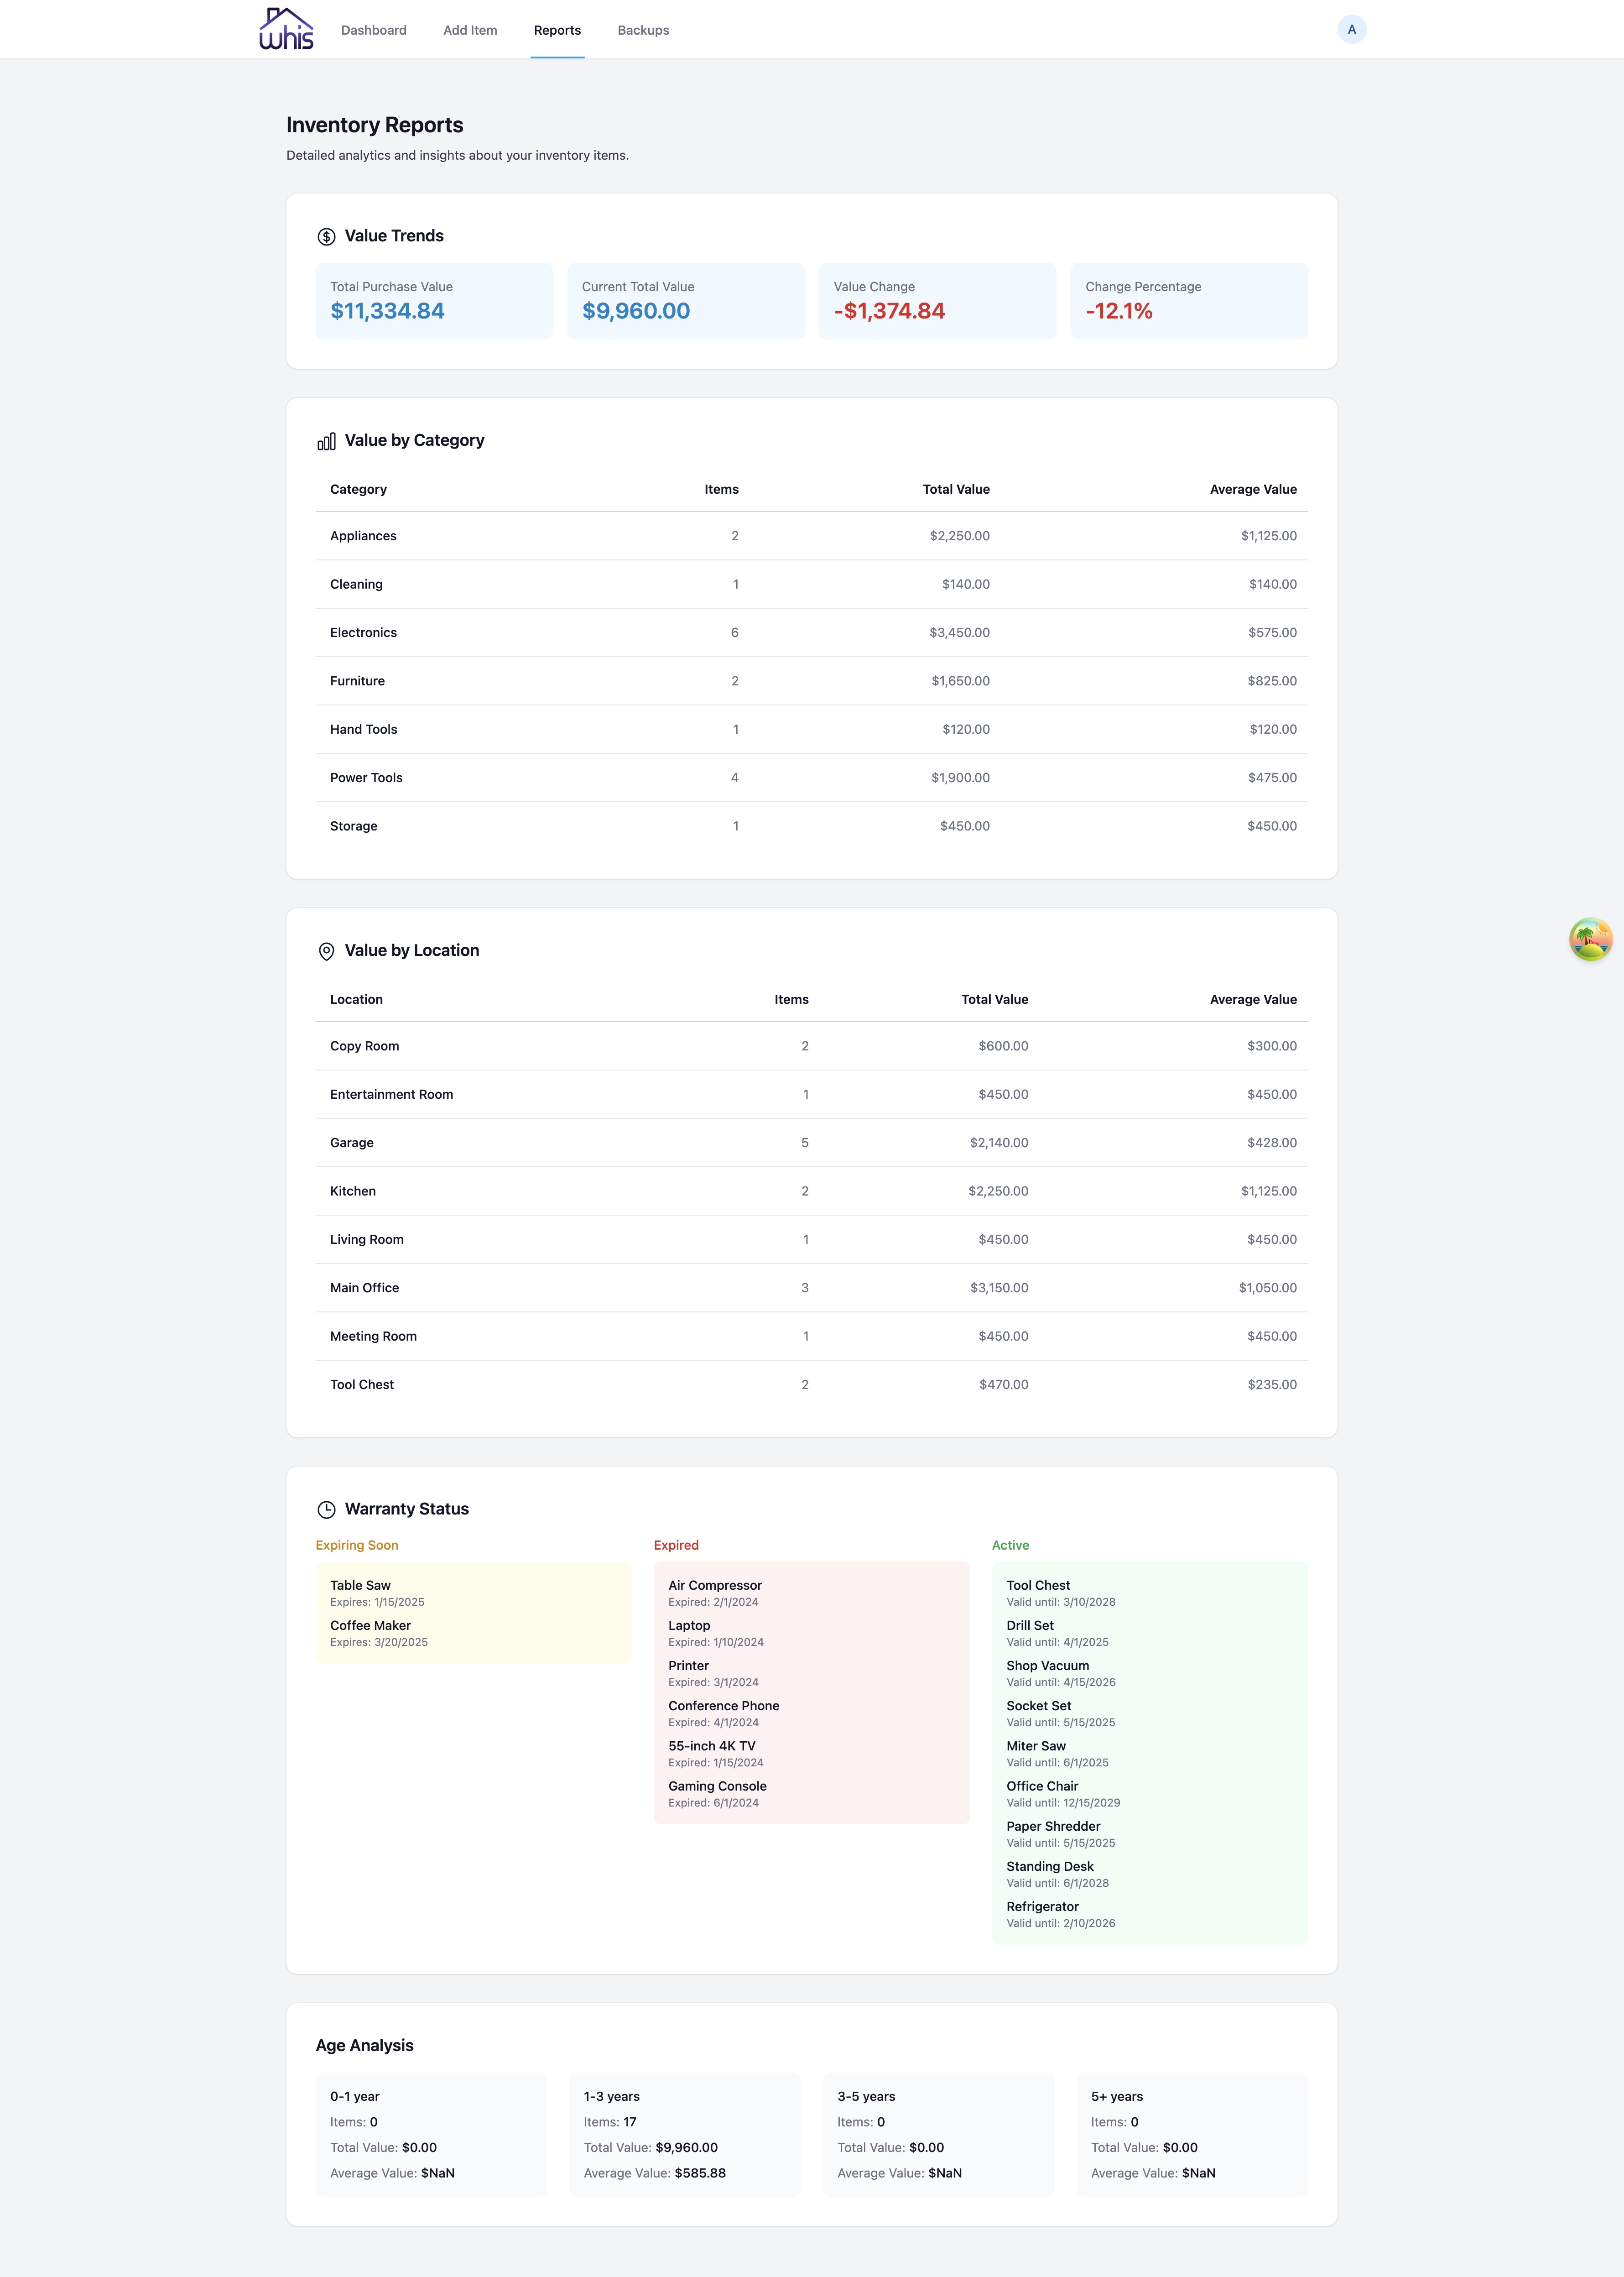 whis
Dashboard
Add Item
Reports
Backups
A
Inventory Reports
Detailed analytics and insights about your inventory items.
Value Trends
Total Purchase Value
$11,334.84
Current Total Value
$9,960.00
Value Change
-$1,374.84
Change Percentage
-12.1%
Value by Category
Category Items Total Value Average Value
Appliances 2 $2,250.00 $1,125.00
Cleaning 1 $140.00 $140.00
Electronics 6 $3,450.00 $575.00
Furniture 2 $1,650.00 $825.00
Hand Tools 1 $120.00 $120.00
Power Tools 4 $1,900.00 $475.00
Storage 1 $450.00 $450.00
Value by Location
Location Items Total Value Average Value
Copy Room 2 $600.00 $300.00
Entertainment Room 1 $450.00 $450.00
Garage 5 $2,140.00 $428.00
Kitchen 2 $2,250.00 $1,125.00
Living Room 1 $450.00 $450.00
Main Office 3 $3,150.00 $1,050.00
Meeting Room 1 $450.00 $450.00
Tool Chest 2 $470.00 $235.00
Warranty Status
Expiring Soon
Table Saw
Expires: 1/15/2025
Coffee Maker
Expires: 3/20/2025
Expired
Air Compressor
Expired: 2/1/2024
Laptop
Expired: 1/10/2024
Printer
Expired: 3/1/2024
Conference Phone
Expired: 4/1/2024
55-inch 4K TV
Expired: 1/15/2024
Gaming Console
Expired: 6/1/2024
Active
Tool Chest
Valid until: 3/10/2028
Drill Set
Valid until: 4/1/2025
Shop Vacuum
Valid until: 4/15/2026
Socket Set
Valid until: 5/15/2025
Miter Saw
Valid until: 6/1/2025
Office Chair
Valid until: 12/15/2029
Paper Shredder
Valid until: 5/15/2025
Standing Desk
Valid until: 6/1/2028
Refrigerator
Valid until: 2/10/2026
Age Analysis
0-1 year
Items: 0
Total Value: $0.00
Average Value: $NaN
1-3 years
Items: 17
Total Value: $9,960.00
Average Value: $585.88
3-5 years
Items: 0
Total Value: $0.00
Average Value: $NaN
5+ years
Items: 0
Total Value: $0.00
Average Value: $NaN